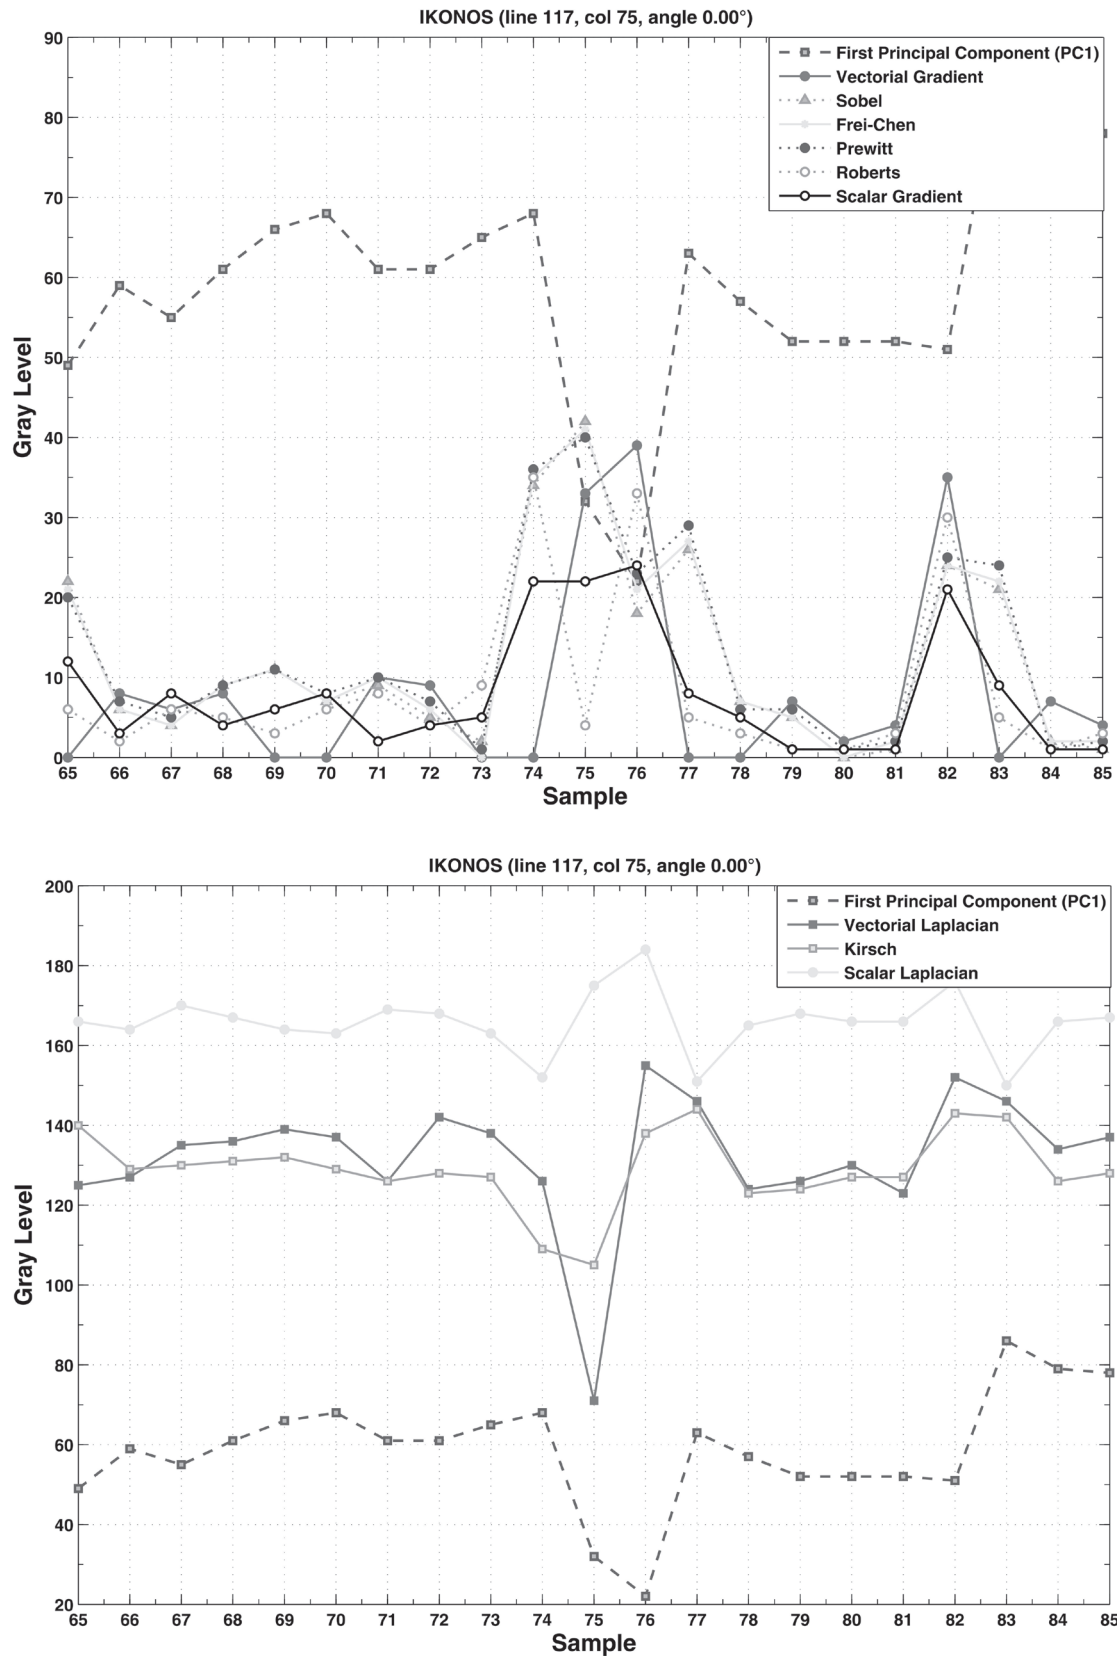 IKONOS (line 117, col 75, angle 0.00°)
90
80
70
60
50
40
30
20
10
0
Gray Level
First Principal Component (PC1)
Vectorial Gradient
Sobel
Frei-Chen
Prewitt
Roberts
Scalar Gradient
65 66 67 68 69 70 71 72 73 74 75 76 77 78 79 80 81 82 83 84 85
Sample
IKONOS (line 117, col 75, angle 0.00°)
200
180
160
140
120
100
80
60
40
20
Gray Level
First Principal Component (PC1)
Vectorial Laplacian
Kirsch
Scalar Laplacian
65 66 67 68 69 70 71 72 73 74 75 76 77 78 79 80 81 82 83 84 85
Sample